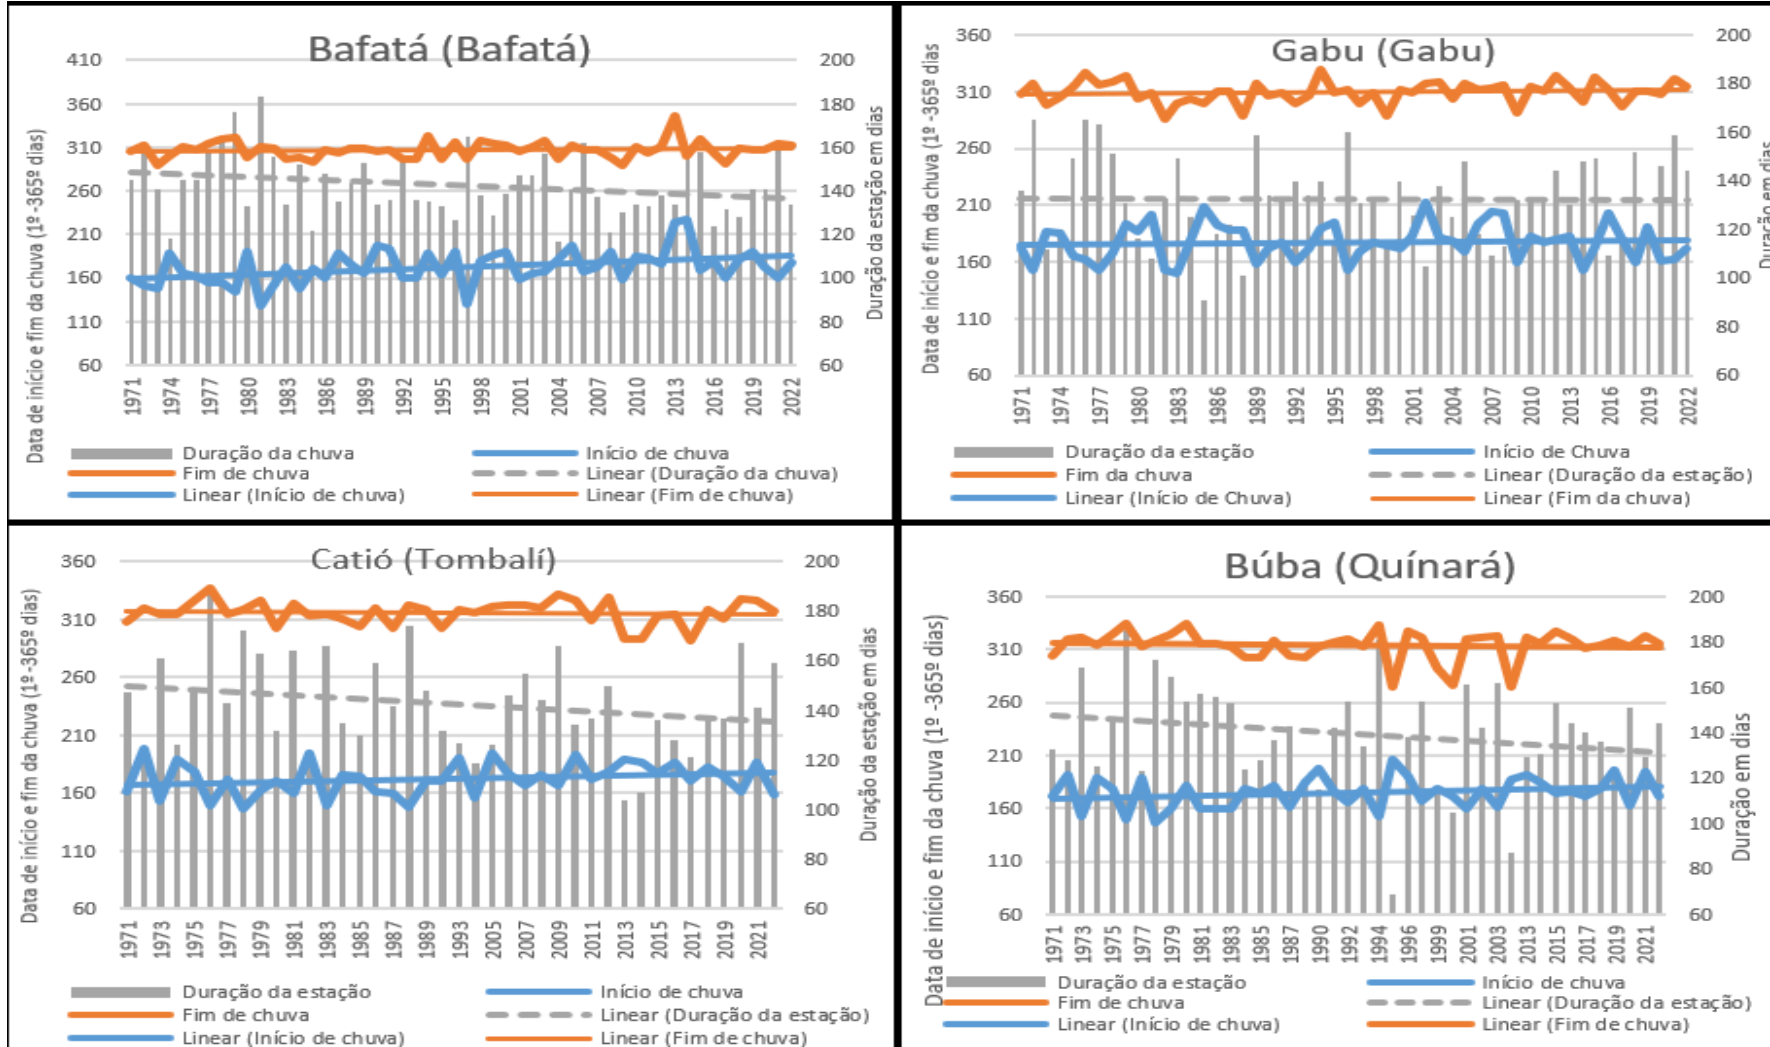 Bafatá (Bafatá)
Data de início e fim da chuva (1º -365º dias)
410
360
310
260
210
160
110
60
200
180
160
140
120
100
80
60
Duração da estação em dias
1971 1974 1977 1980 1983 1986 1989 1992 1995 1998 2001 2004 2007 2010 2013 2016 2019 2022
Duração da chuva Início de chuva
Fim de chuva Linear (Duração da chuva)
Linear (Início de chuva) Linear (Fim de chuva)
Gabu (Gabu)
Data de início e fim da chuva (1º -365º dias
360
310
260
210
160
110
60
200
180
160
140
120
100
80
60
Duração em dias
1971 1974 1977 1980 1983 1986 1989 1992 1995 1998 2001 2004 2007 2010 2013 2016 2019 2022
Duração da estação Início de Chuva
Fim da chuva Linear (Duração da estação)
Linear (Início de Chuva) Linear (Fim da chuva)
Catió (Tombalí)
Data de início e fim da chuva (1º -365º dias)
360
310
260
210
160
110
60
200
180
160
140
120
100
80
60
Duração da estação em dias
1971 1973 1975 1977 1979 1981 1983 1985 1987 1989 1993 2005 2007 2009 2011 2013 2015 2017 2019 2021
Duração da estação Início de chuva
Fim de chuva Linear (Duração da estação)
Linear (Início de chuva) Linear (Fim de chuva)
Búba (Quínará)
Data de início e fim da chuva (1º -365º dias)
360
310
260
210
160
110
60
200
180
160
140
120
100
80
60
Duração em dias
1971 1973 1975 1977 1979 1981 1983 1985 1987 1990 1992 1994 1996 1999 2001 2003 2013 2015 2017 2019 2021
Duração da estação Início de chuva
Fim de chuva Linear (Duração da estação)
Linear (Início de chuva) Linear (Fim de chuva)